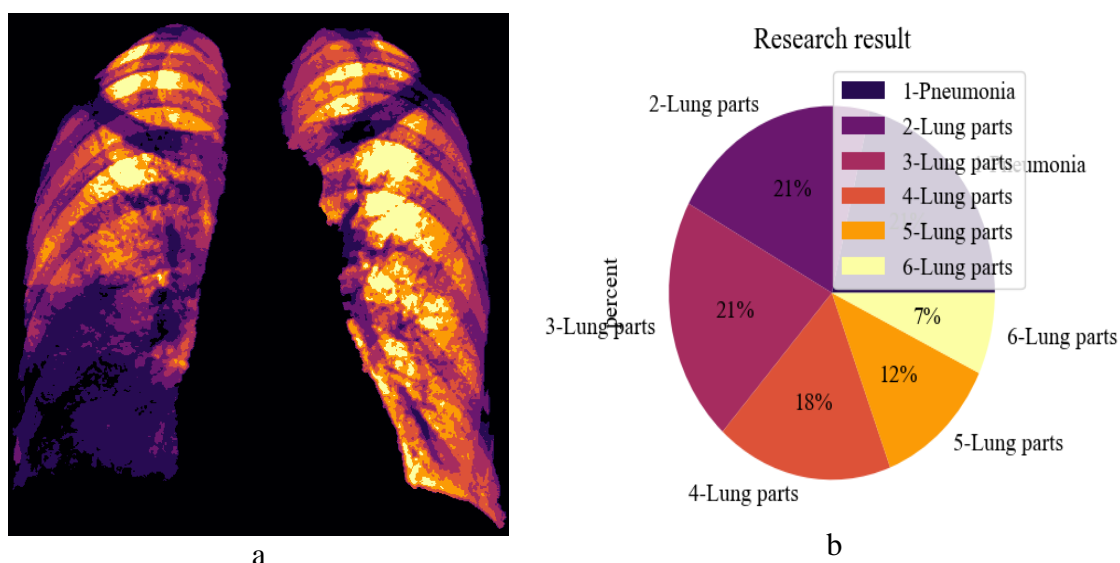 Research result
1-Pneumonia
2-Lung parts
3-Lung parts
4-Lung parts
5-Lung parts
6-Lung parts
2-Lung parts
21%
3-Lung parts
21%
percent
4-Lung parts
18%
5-Lung parts
12%
6-Lung parts
7%
a
b